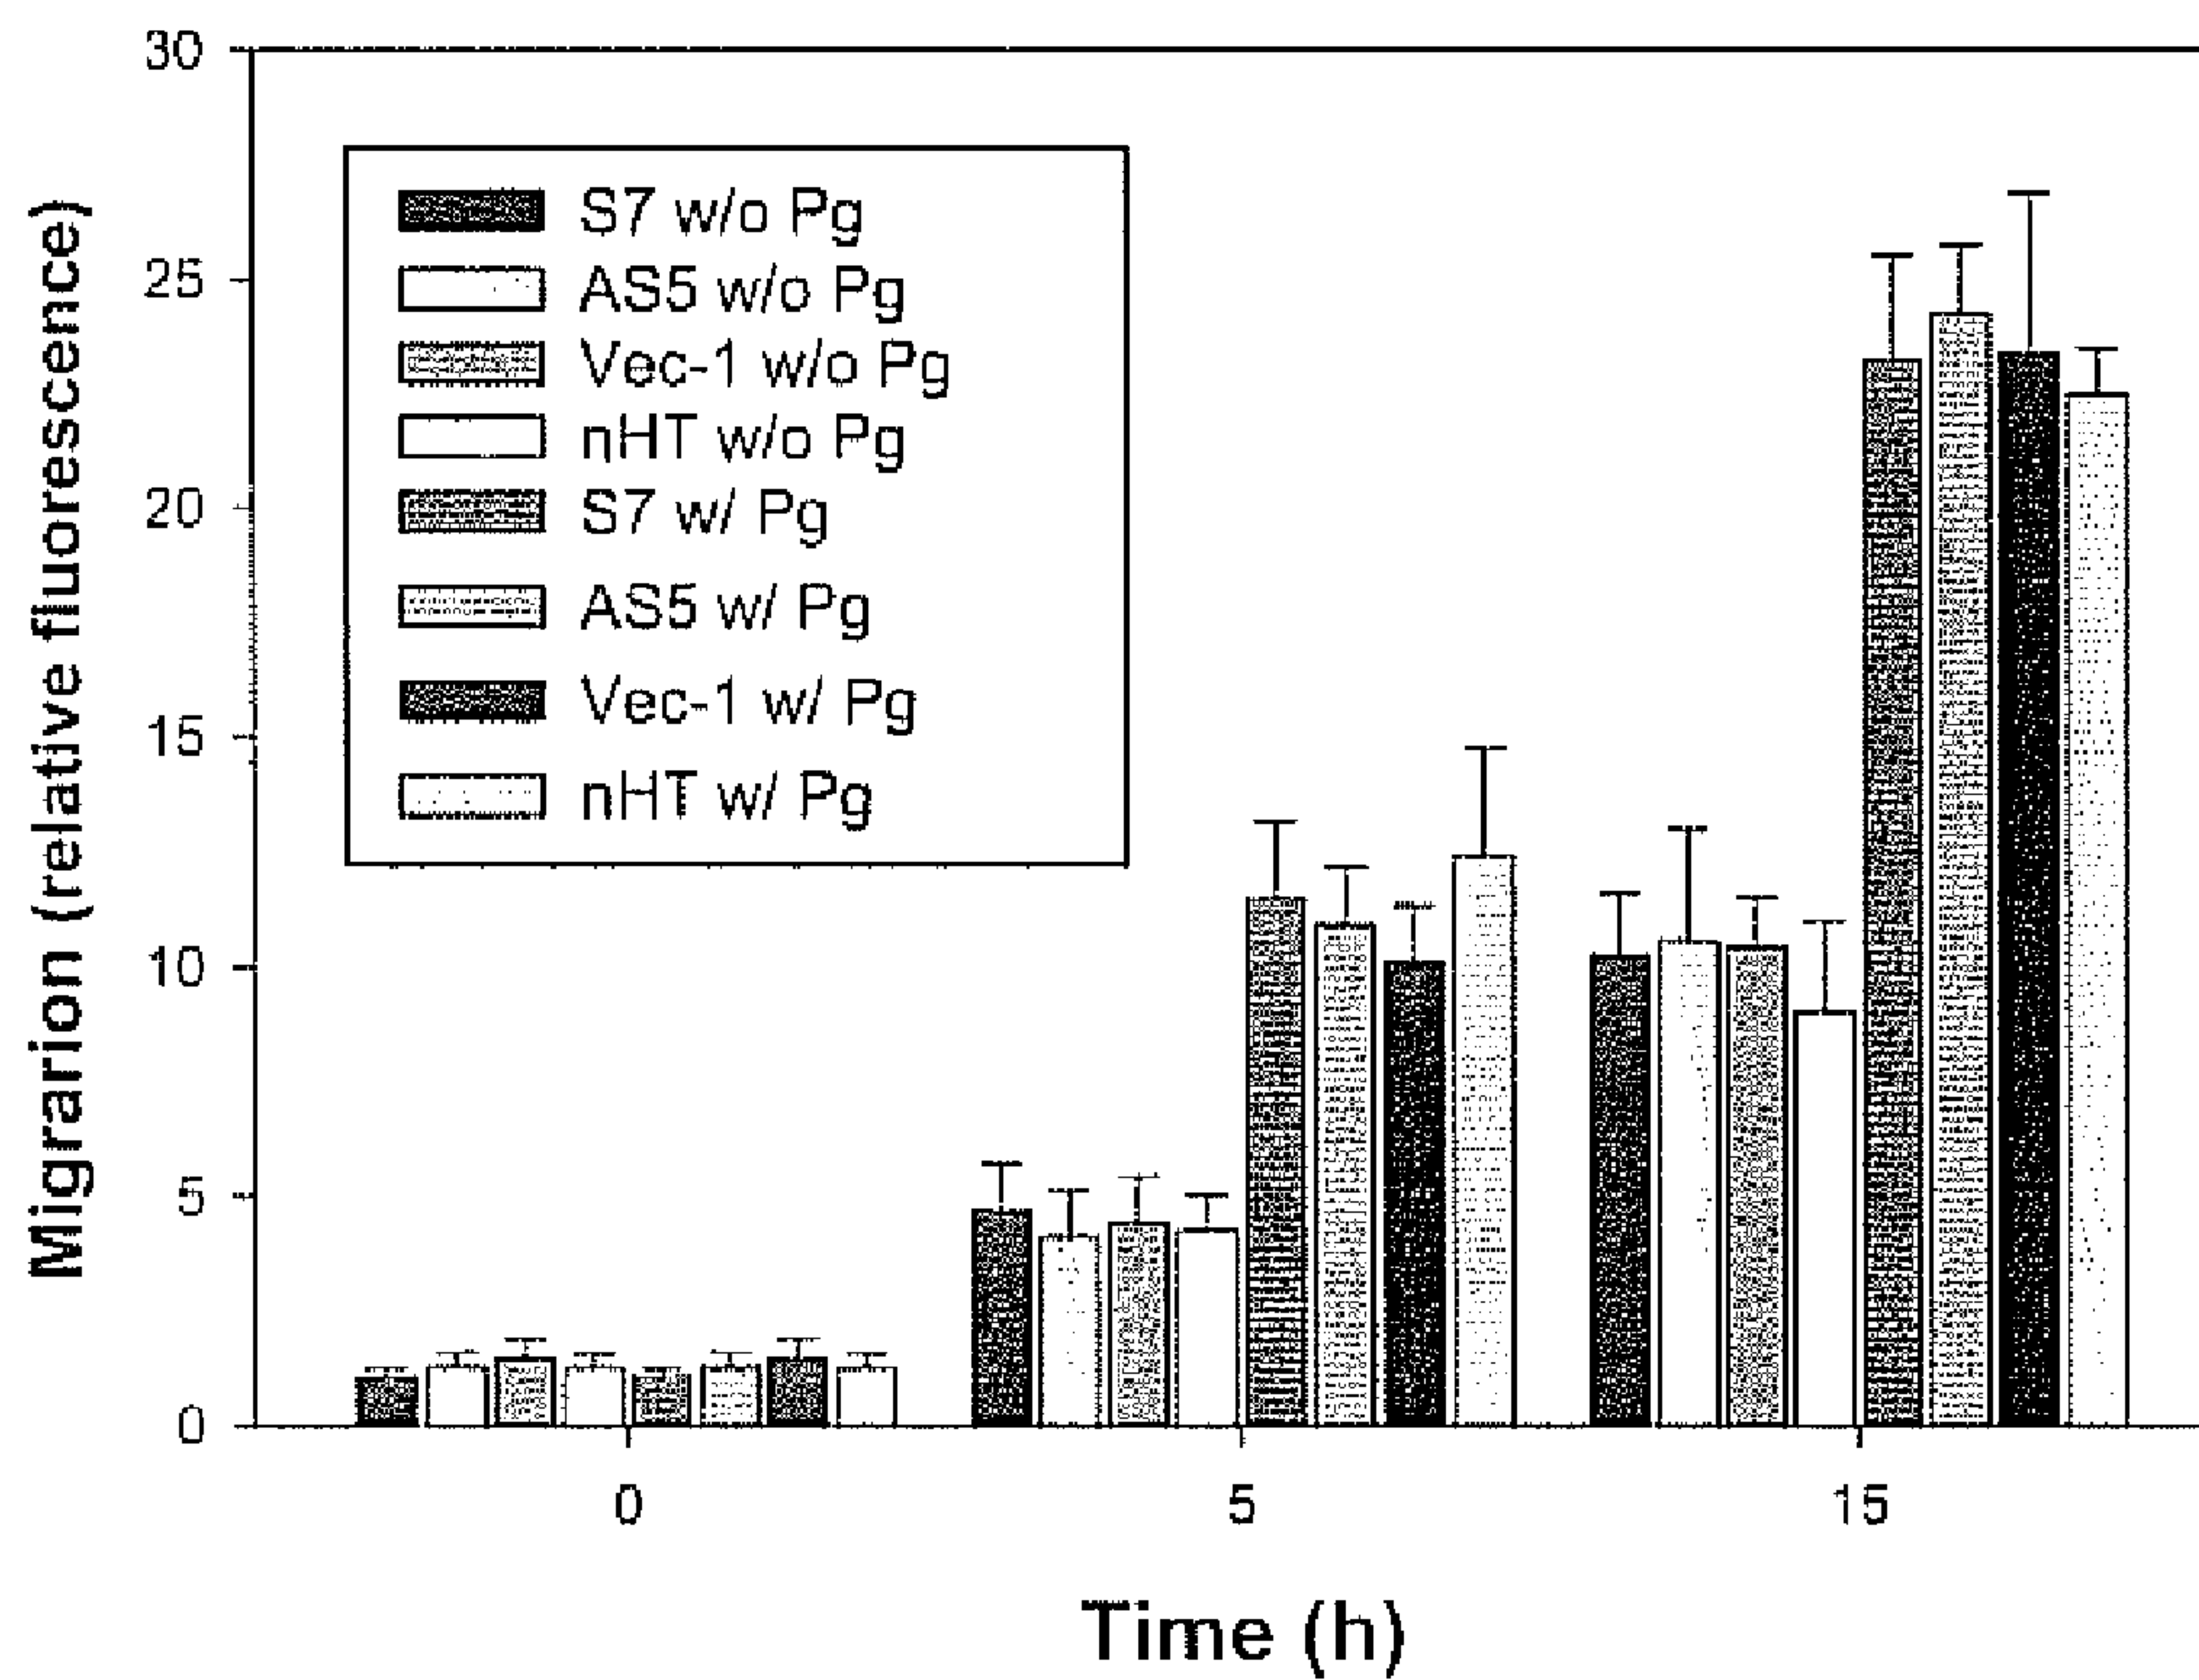 Migrarion (relative fluorescence)
30
25
20
15
10
5
0
S7 w/o Pg
AS5 w/o Pg
Vec-1 w/o Pg
nHT w/o Pg
S7 w/ Pg
AS5 w/ Pg
Vec-1 w/ Pg
nHT w/ Pg
0 5 15
Time (h)